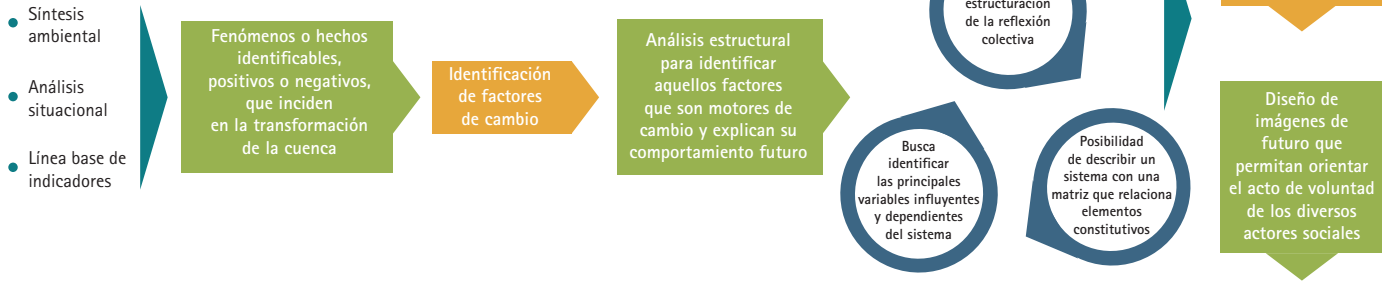 Síntesis
ambiental
Análisis
situacional
Línea base de
indicadores
Fenómenos o hechos
identificables,
positivos o negativos,
que inciden
en la transformación
de la cuenca
Identificación
de factores
de cambio
Análisis estructural
para identificar
aquellos factores
que son motores de
cambio y explican su
comportamiento futuro
estructuración
de la reflexión
colectiva
Busca
identificar
las principales
variables influyentes
y dependientes
del sistema
Posibilidad
de describir un
sistema con una
matriz que relaciona
elementos
constitutivos
Diseño de
imágenes de
futuro que
permitan orientar
el acto de voluntad
de los diversos
actores sociales